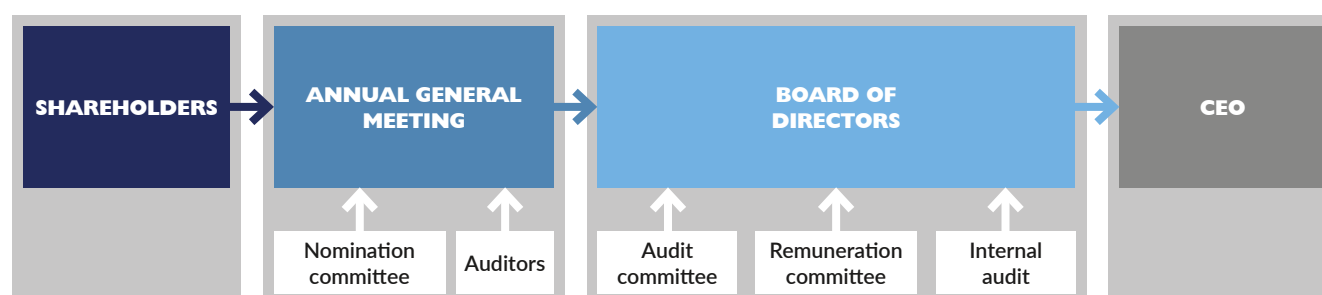 SHAREHOLDERS
ANNUAL GENERAL
MEETING
BOARD OF
DIRECTORS
CEO
Nomination
committee
Auditors
Audit
committee
Remuneration
committee
Internal
audit